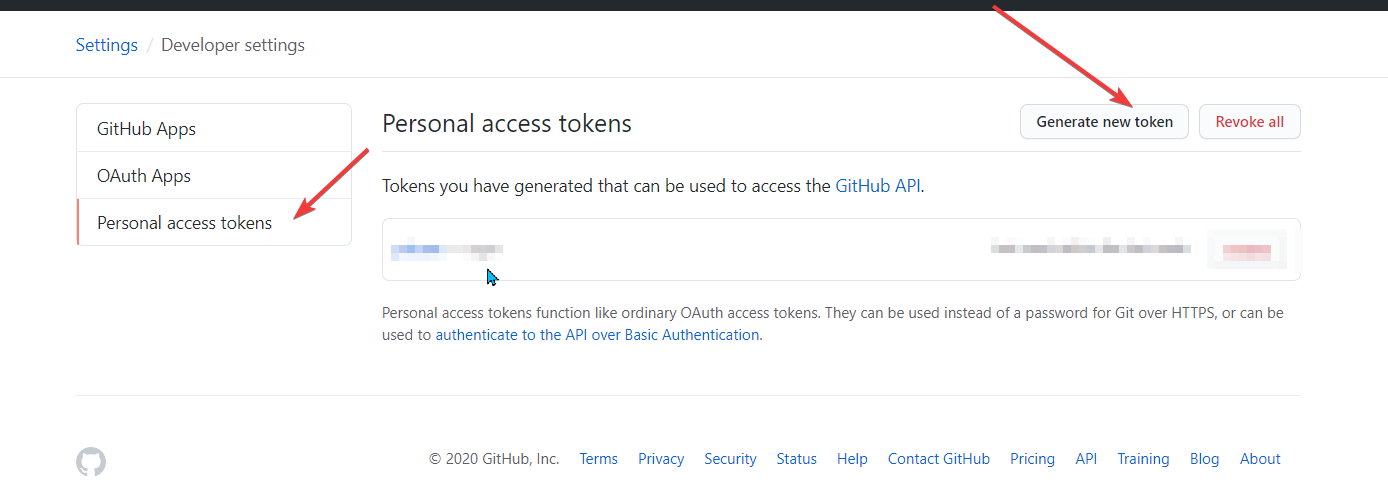 Settings / Developer settings
GitHub Apps
OAuth Apps
Personal access tokens
Personal access tokens
Generate new token
Revoke all
Tokens you have generated that can be used to access the GitHub API.
Personal access tokens function like ordinary OAuth access tokens. They can be used instead of a password for Git over HTTPS, or can be
used to authenticate to the API over Basic Authentication.
© 2020 GitHub, Inc. Terms Privacy Security Status Help Contact GitHub Pricing API Training Blog About